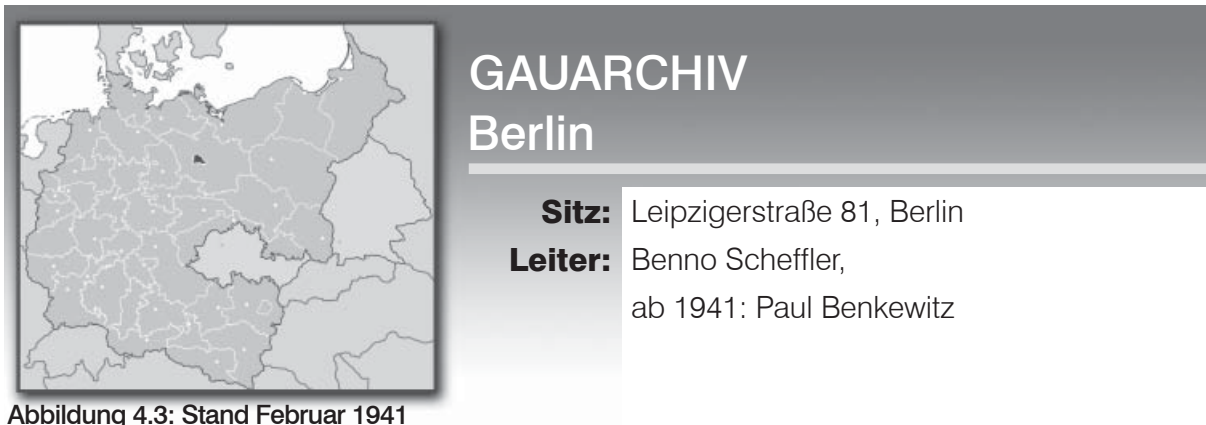 GAUARCHIV
Berlin
Sitz: Leipzigerstraße 81, Berlin
Leiter: Benno Scheffler,
ab 1941: Paul Benkewitz
Abbildung 4.3: Stand Februar 1941